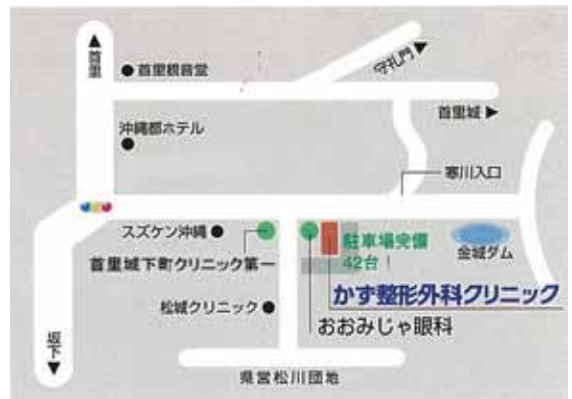 ▲首里
●首里観音堂
守礼門▶
首里城▶
沖縄都ホテル
寒川入口
スズケン沖縄●
駐車場完備
42台
金城ダム
首里城下町クリニック第一
かず整形外科クリニック
松城クリニック●
おおみじゃ眼科
坂下▼
県営松川団地